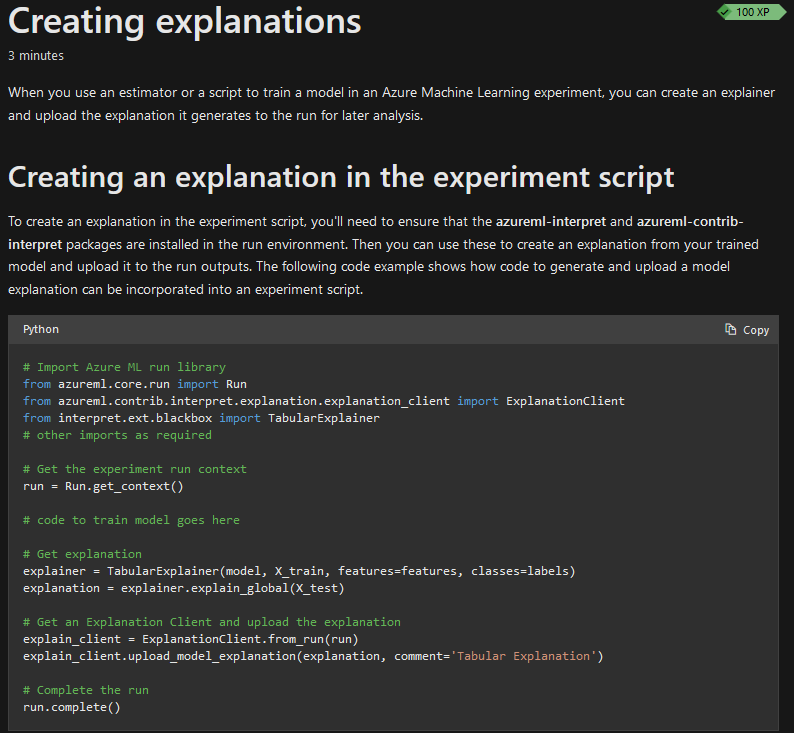 Creating explanations
100 XP
3 minutes
When you use an estimator or a script to train a model in an Azure Machine Learning experiment, you can create an explainer
and upload the explanation it generates to the run for later analysis.
Creating an explanation in the experiment script
To create an explanation in the experiment script, you'll need to ensure that the azureml-interpret and azureml-contrib-
interpret packages are installed in the run environment. Then you can use these to create an explanation from your trained
model and upload it to the run outputs. The following code example shows how code to generate and upload a model
explanation can be incorporated into an experiment script.
Python
Copy
# Import Azure ML run library
from azureml.core.run import Run
from azureml.contrib.interpret.explanation.explanation_client import ExplanationClient
from interpret.ext.blackbox import TabularExplainer
# other imports as required
# Get the experiment run context
run = Run.get_context()
# code to train model goes here
# Get explanation
explainer = TabularExplainer(model, X_train, features=features, classes=labels)
explanation = explainer.explain_global(X_test)
# Get an Explanation Client and upload the explanation
explain_client = ExplanationClient.from_run(run)
explain_client.upload_model_explanation(explanation, comment='Tabular Explanation')
# Complete the run
run.complete()